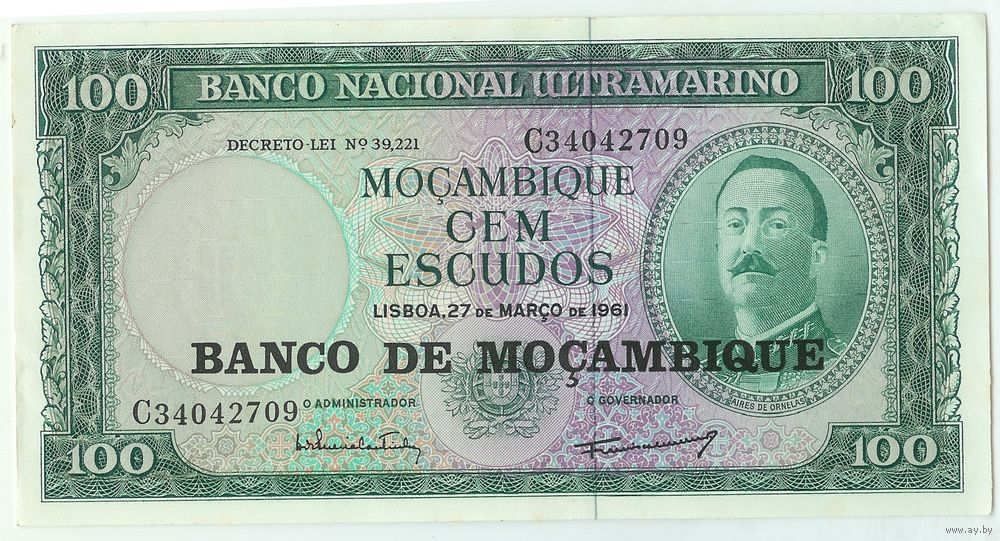 100 BANCO NACIONAL ULTRAMARINO 100
DECRETO-LEI Nº 39,221
C34042709
MOÇAMBIQUE
CEM
ESCUDOS
LISBOA, 27 DE MARÇO DE 1961
BANCO DE MOÇAMBIQUE
AIRES DE ORNELAS
C34042709
O ADMINISTRADOR
O GOVERNADOR
100
100
www.ay.by